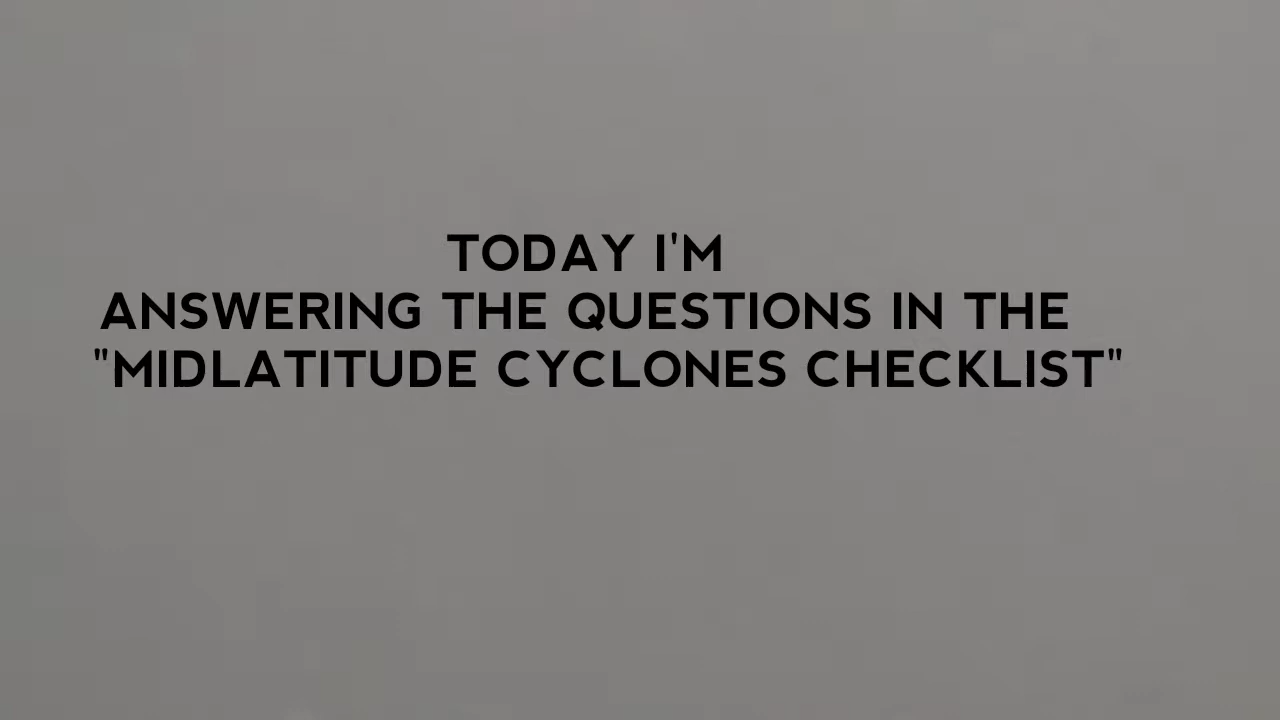 TODAY I'M
ANSWERING THE QUESTIONS IN THE
"MIDLATITUDE CYCLONES CHECKLIST"